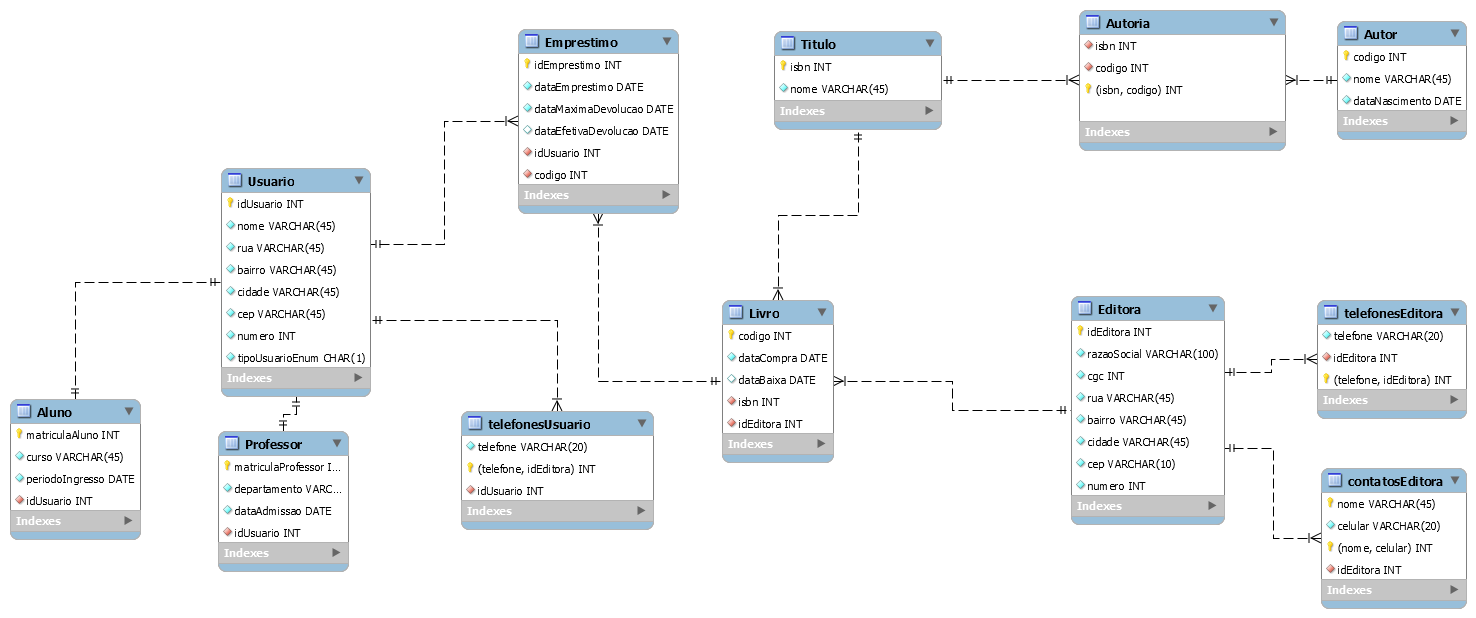 Emprestimo
idEmprestimo INT
dataEmprestimo DATE
dataMaximaDevolucao DATE
dataEfetivaDevolucao DATE
idUsuario INT
codigo INT
Indexes
Titulo
isbn INT
nome VARCHAR(45)
Indexes
Autoria
isbn INT
codigo INT
(isbn, codigo) INT
Indexes
Autor
codigo INT
nome VARCHAR(45)
dataNascimento DATE
Indexes
Usuario
idUsuario INT
nome VARCHAR(45)
rua VARCHAR(45)
bairro VARCHAR(45)
cidade VARCHAR(45)
cep VARCHAR(45)
numero INT
tipoUsuarioEnum CHAR(1)
Indexes
Livro
codigo INT
dataCompra DATE
dataBaixa DATE
isbn INT
idEditora INT
Indexes
Editora
idEditora INT
razaoSocial VARCHAR(100)
cgc INT
rua VARCHAR(45)
bairro VARCHAR(45)
cidade VARCHAR(45)
cep VARCHAR(10)
numero INT
Indexes
telefonesEditora
telefone VARCHAR(20)
idEditora INT
(telefone, idEditora) INT
Indexes
Aluno
matriculaAluno INT
curso VARCHAR(45)
periodoIngresso DATE
idUsuario INT
Indexes
Professor
matriculaProfessor I...
departamento VARC...
dataAdmissao DATE
idUsuario INT
Indexes
telefonesUsuario
telefone VARCHAR(20)
(telefone, idEditora) INT
idUsuario INT
Indexes
contatosEditora
nome VARCHAR(45)
celular VARCHAR(20)
(nome, celular) INT
idEditora INT
Indexes